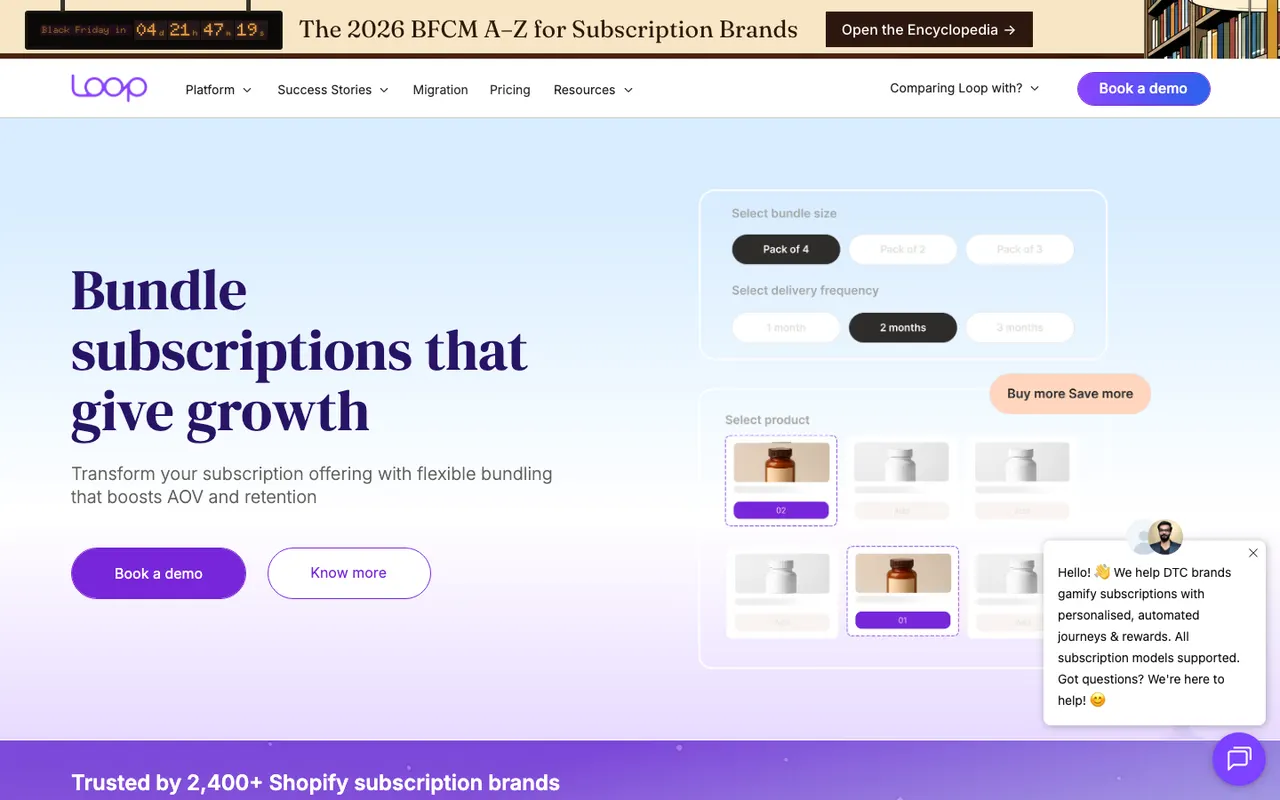 Black Friday in 04d 21h 47m 19s
The 2026 BFCM A–Z for Subscription Brands
Open the Encyclopedia →
Loop
Platform
Success Stories
Migration
Pricing
Resources
Comparing Loop with?
Book a demo
Bundle
subscriptions that
give growth
Transform your subscription offering with flexible bundling
that boosts AOV and retention
Book a demo
Know more
Select bundle size
Pack of 4
Pack of 2
Pack of 3
Select delivery frequency
1 month
2 months
3 months
Buy more Save more
Select product
02
01
Hello! 👋 We help DTC brands
gamify subscriptions with
personalised, automated
journeys & rewards. All
subscription models supported.
Got questions? We're here to
help! 😊
Trusted by 2,400+ Shopify subscription brands